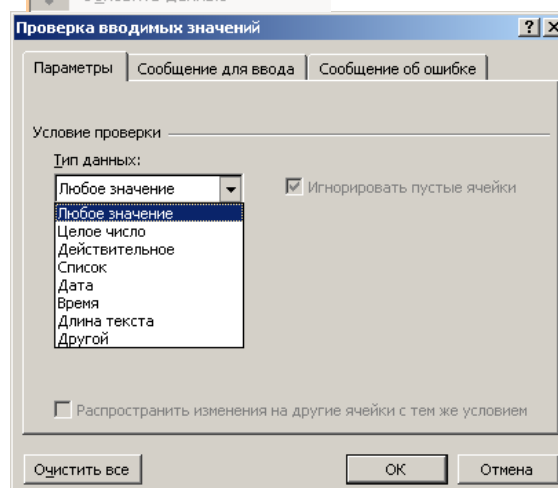 Проверка вводимых значений
Параметры Сообщение для ввода Сообщение об ошибке
Условие проверки
Тип данных:
Любое значение Игнорировать пустые ячейки
Любое значение
Целое число
Действительное
Список
Дата
Время
Длина текста
Другой
Распространить изменения на другие ячейки с тем же условием
Очистить все ОК Отмена